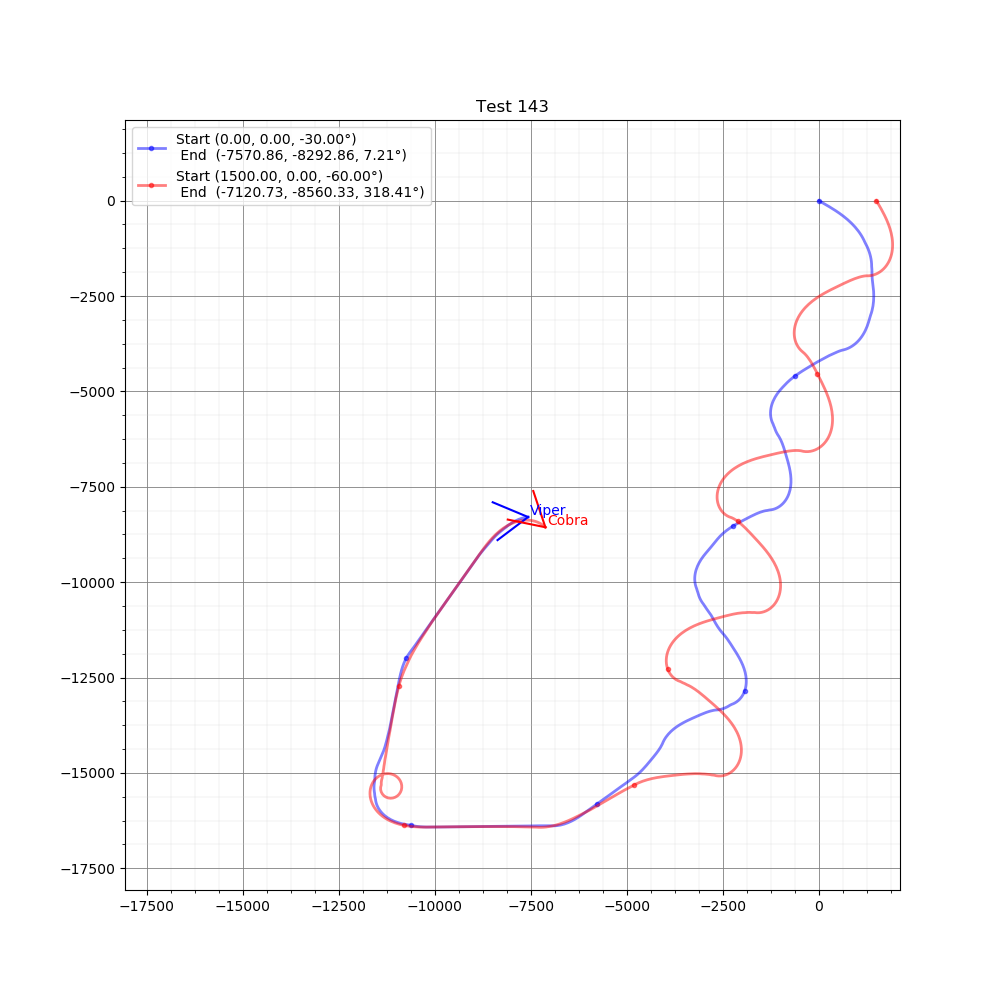 Test 143
Start (0.00, 0.00, -30.00°)
End (-7570.86, -8292.86, 7.21°)
Start (1500.00, 0.00, -60.00°)
End (-7120.73, -8560.33, 318.41°)
0
−2500
−5000
−7500
−10000
−12500
−15000
−17500
Viper
Cobra
−17500 −15000 −12500 −10000 −7500 −5000 −2500 0